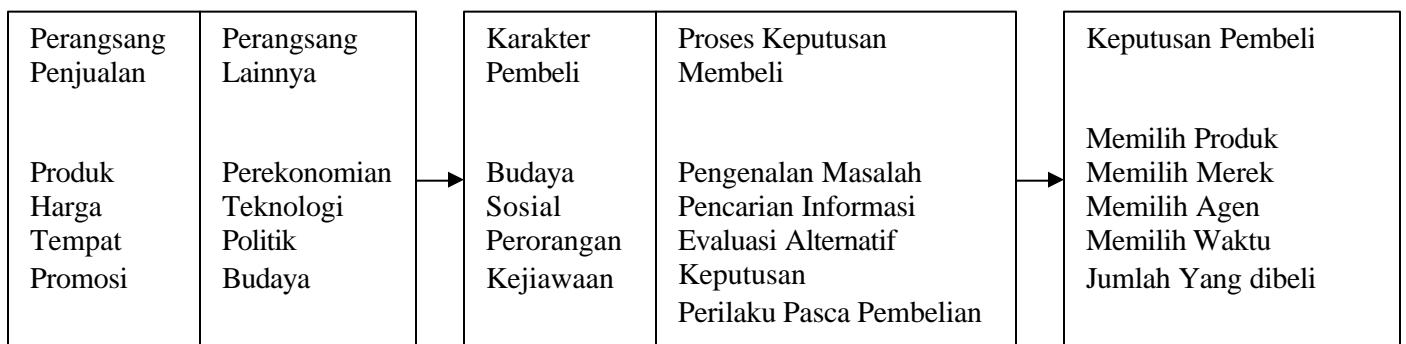 Perangsang
Penjualan
Produk
Harga
Tempat
Promosi
Perangsang
Lainnya
Perekonomian
Teknologi
Politik
Budaya
Karakter
Pembeli
Budaya
Sosial
Perorangan
Kejiawaan
Proses Keputusan
Membeli
Pengenalan Masalah
Pencarian Informasi
Evaluasi Alternatif
Keputusan
Perilaku Pasca Pembelian
Keputusan Pembeli
Memilih Produk
Memilih Merek
Memilih Agen
Memilih Waktu
Jumlah Yang dibeli